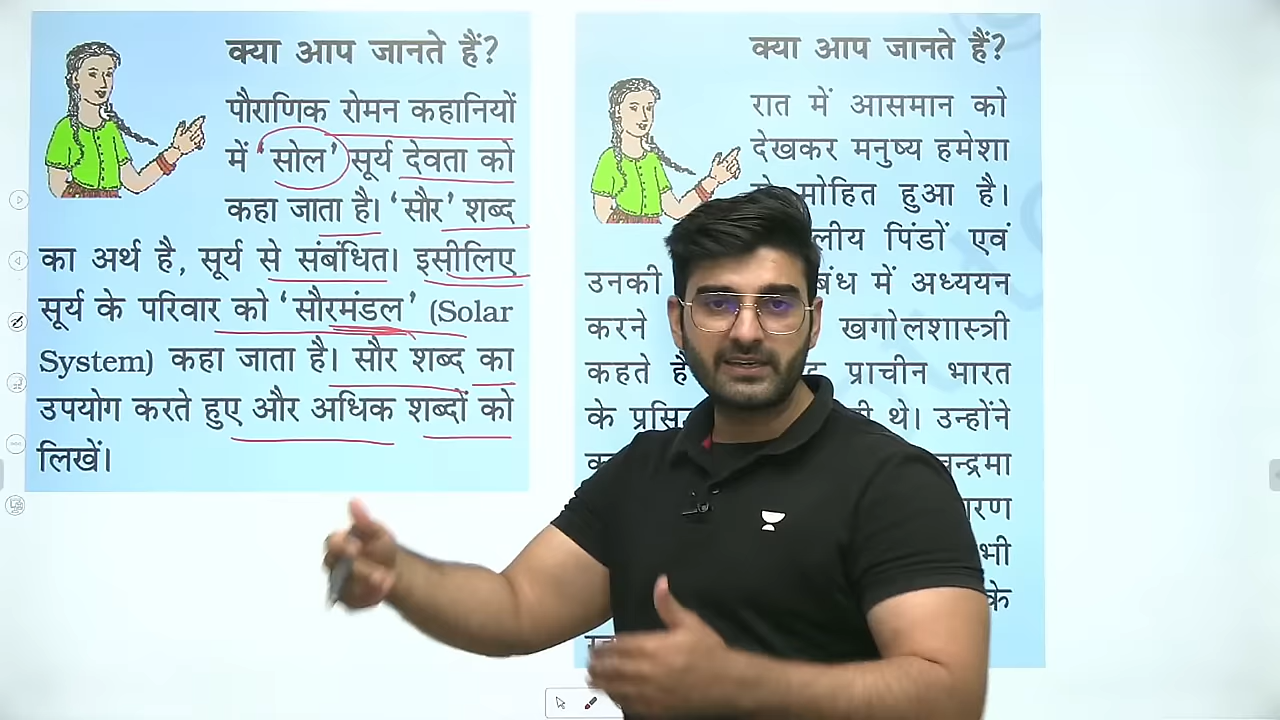 क्या आप जानते हैं?
पौराणिक रोमन कहानियों
में ‘सोल’ सूर्य देवता को
कहा जाता है। ‘सौर’ शब्द
का अर्थ है, सूर्य से संबंधित। इसीलिए
सूर्य के परिवार को ‘सौरमंडल’ (Solar
System) कहा जाता है। सौर शब्द का
उपयोग करते हुए और अधिक शब्दों को
लिखें।
क्या आप जानते हैं?
रात में आसमान को
देखकर मनुष्य हमेशा
मोहित हुआ है।
पिंडों एवं
उनकी में अध्ययन
करने खगोलशास्त्री
कहते प्राचीन भारत
के थे। उन्होंने